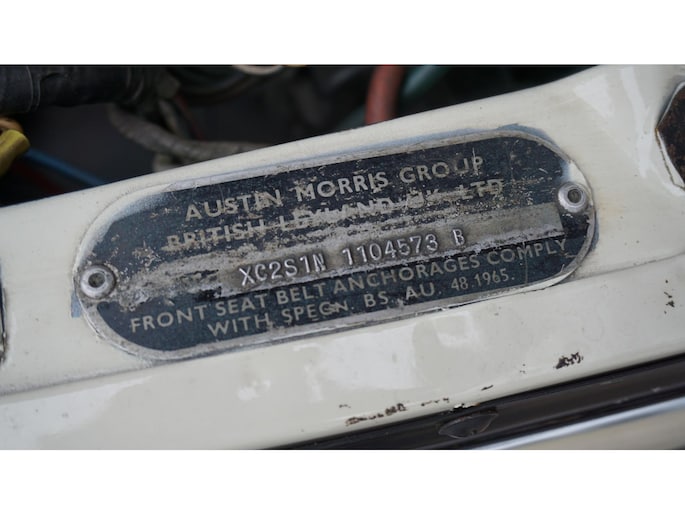 AUSTIN MORRIS GROUP
BRITISH LEYLAND UK LTD
XC2S1N 1104573 B
FRONT SEAT BELT ANCHORAGES COMPLY
WITH SPECN. BS. AU. 48.1965.